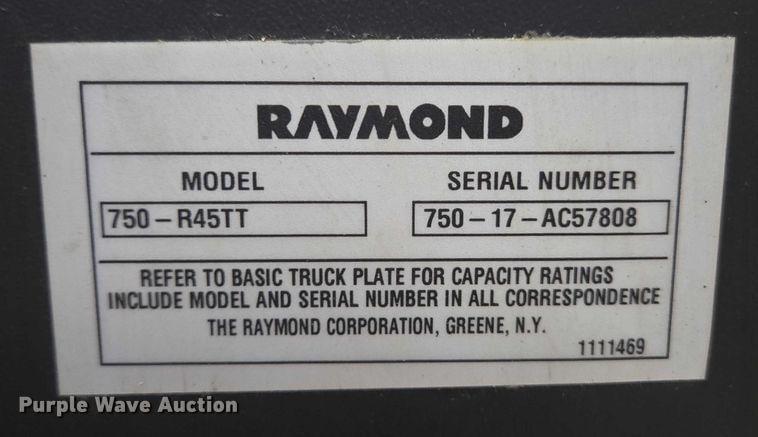 RAYMOND
MODEL SERIAL NUMBER
750-R45TT 750-17-AC57808
REFER TO BASIC TRUCK PLATE FOR CAPACITY RATINGS
INCLUDE MODEL AND SERIAL NUMBER IN ALL CORRESPONDENCE
THE RAYMOND CORPORATION, GREENE, N.Y.
1111469
Purple Wave Auction